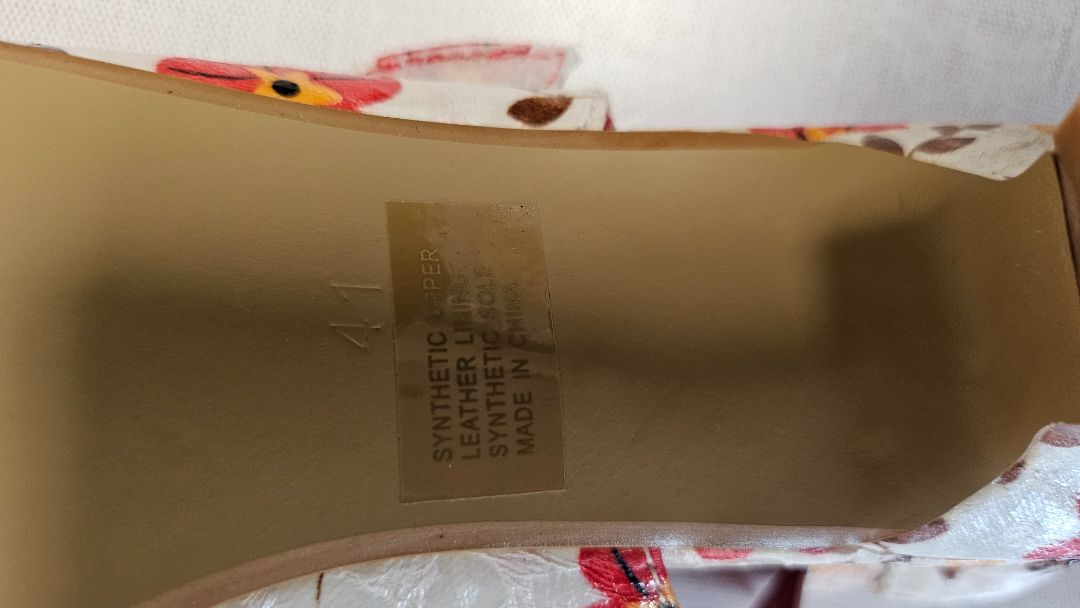 41
SYNTHETIC UPPER
LEATHER LINING
SYNTHETIC SOLE
MADE IN CHINA